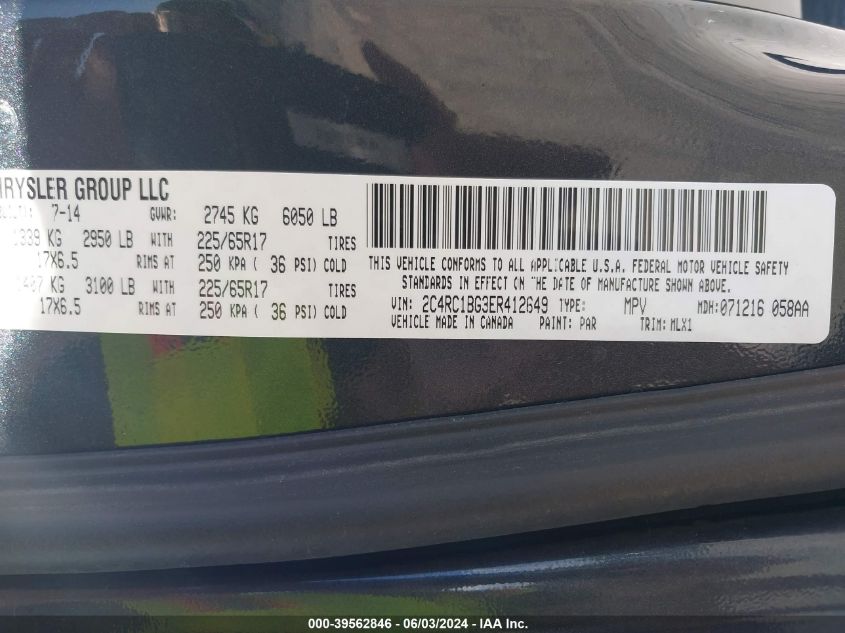 HRYSLER GROUP LLC
7-14 GVWR: 2745 KG 6050 LB
1339 KG 2950 LB WITH 225/65R17 TIRES
17X6.5 RIMS AT 250 KPA ( 36 PSI) COLD
3100 LB WITH 225/65R17 TIRES
17X6.5 RIMS AT 250 KPA ( 36 PSI) COLD
THIS VEHICLE CONFORMS TO ALL APPLICABLE U.S.A. FEDERAL MOTOR VEHICLE SAFETY
STANDARDS IN EFFECT ON THE DATE OF MANUFACTURE SHOWN ABOVE.
VIN: 2C4RC1BG3ER412649 TYPE: MPV MDH: 071216 058AA
VEHICLE MADE IN CANADA PAINT: PAR TRIM: MLX1
000-39562846 - 06/03/2024 - IAA Inc.